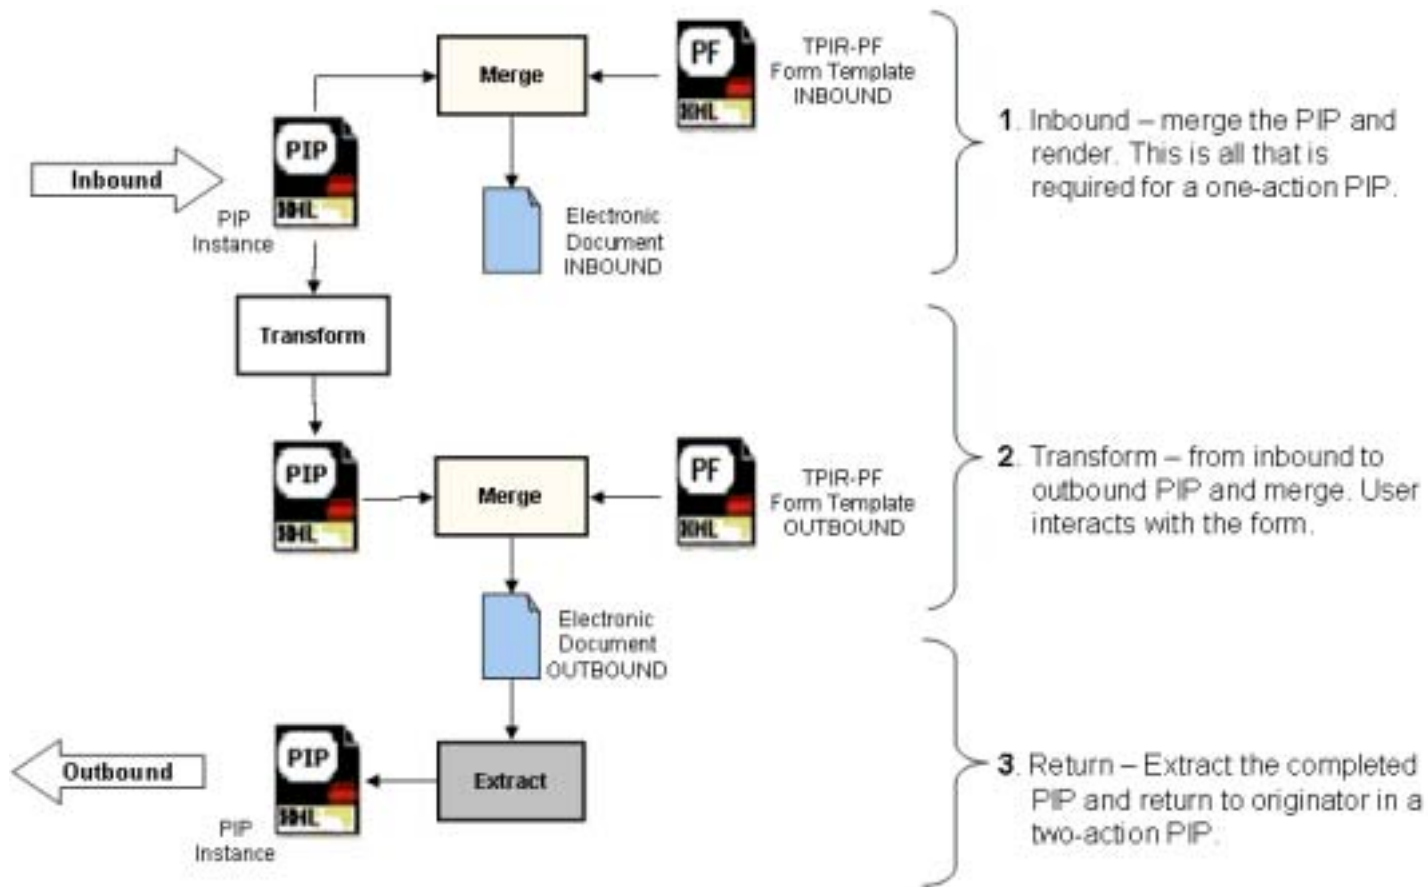 PF
XML
TPIR-PF
Form Template
INBOUND
Merge
PIP
XML
Inbound
PIP
Instance
Electronic
Document
INBOUND
1. Inbound – merge the PIP and
render. This is all that is
required for a one-action PIP.
Transform
PIP
XML
Merge
PF
XML
TPIR-PF
Form Template
OUTBOUND
2. Transform – from inbound to
outbound PIP and merge. User
interacts with the form.
Electronic
Document
OUTBOUND
Outbound
PIP
XML
PIP
Instance
Extract
3. Return – Extract the completed
PIP and return to originator in a
two-action PIP.